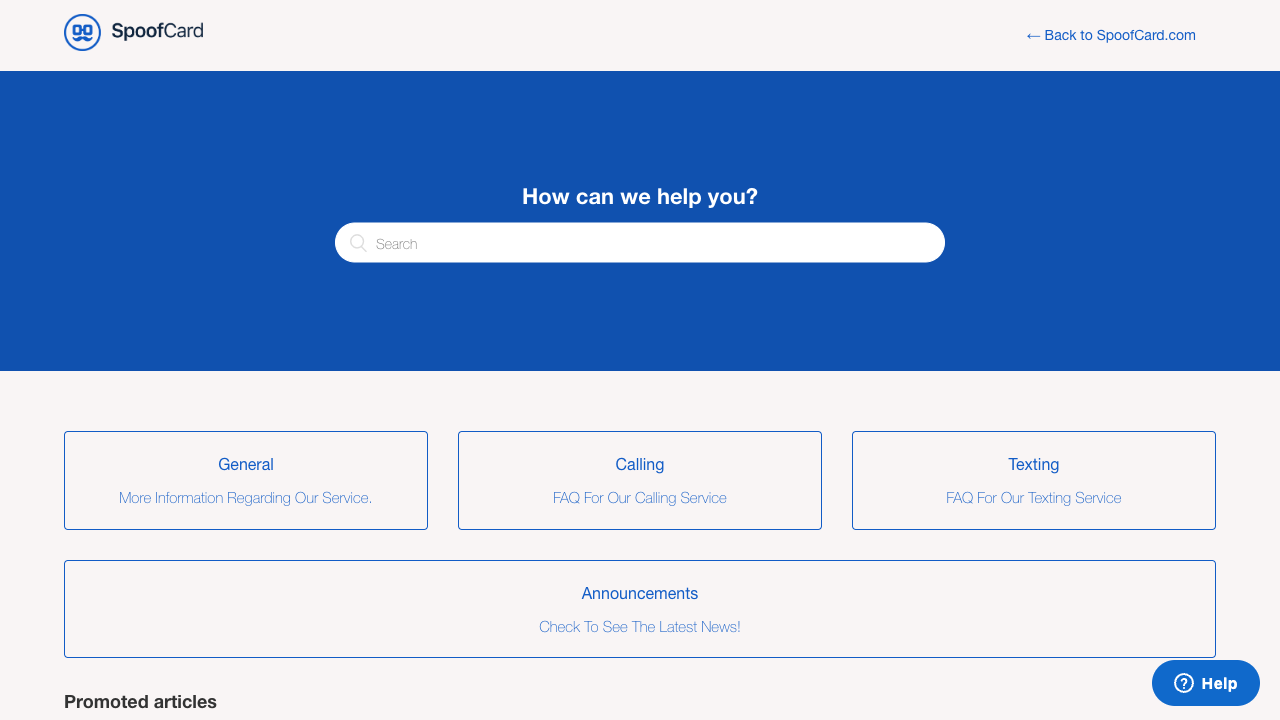 SpoofCard
← Back to SpoofCard.com
How can we help you?
Search
General
More Information Regarding Our Service.
Calling
FAQ For Our Calling Service
Texting
FAQ For Our Texting Service
Announcements
Check To See The Latest News!
Help
Promoted articles